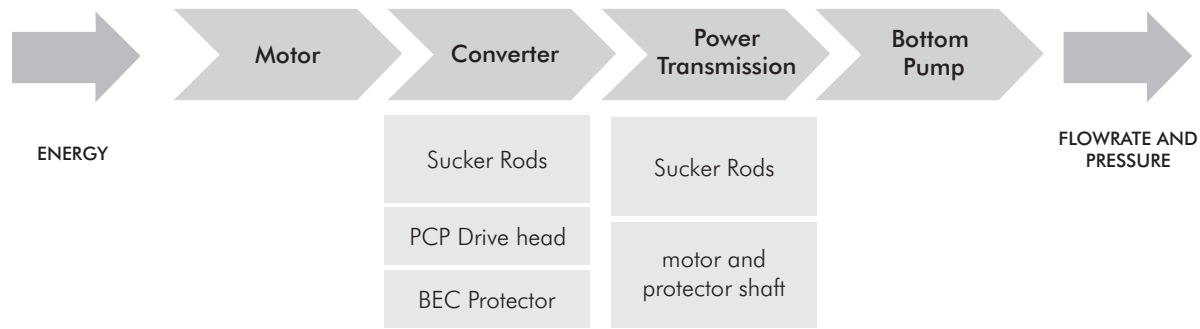 Motor
Converter
Power
Transmission
Bottom
Pump
ENERGY
FLOWRATE AND
PRESSURE
Sucker Rods
PCP Drive head
BEC Protector
Sucker Rods
motor and
protector shaft